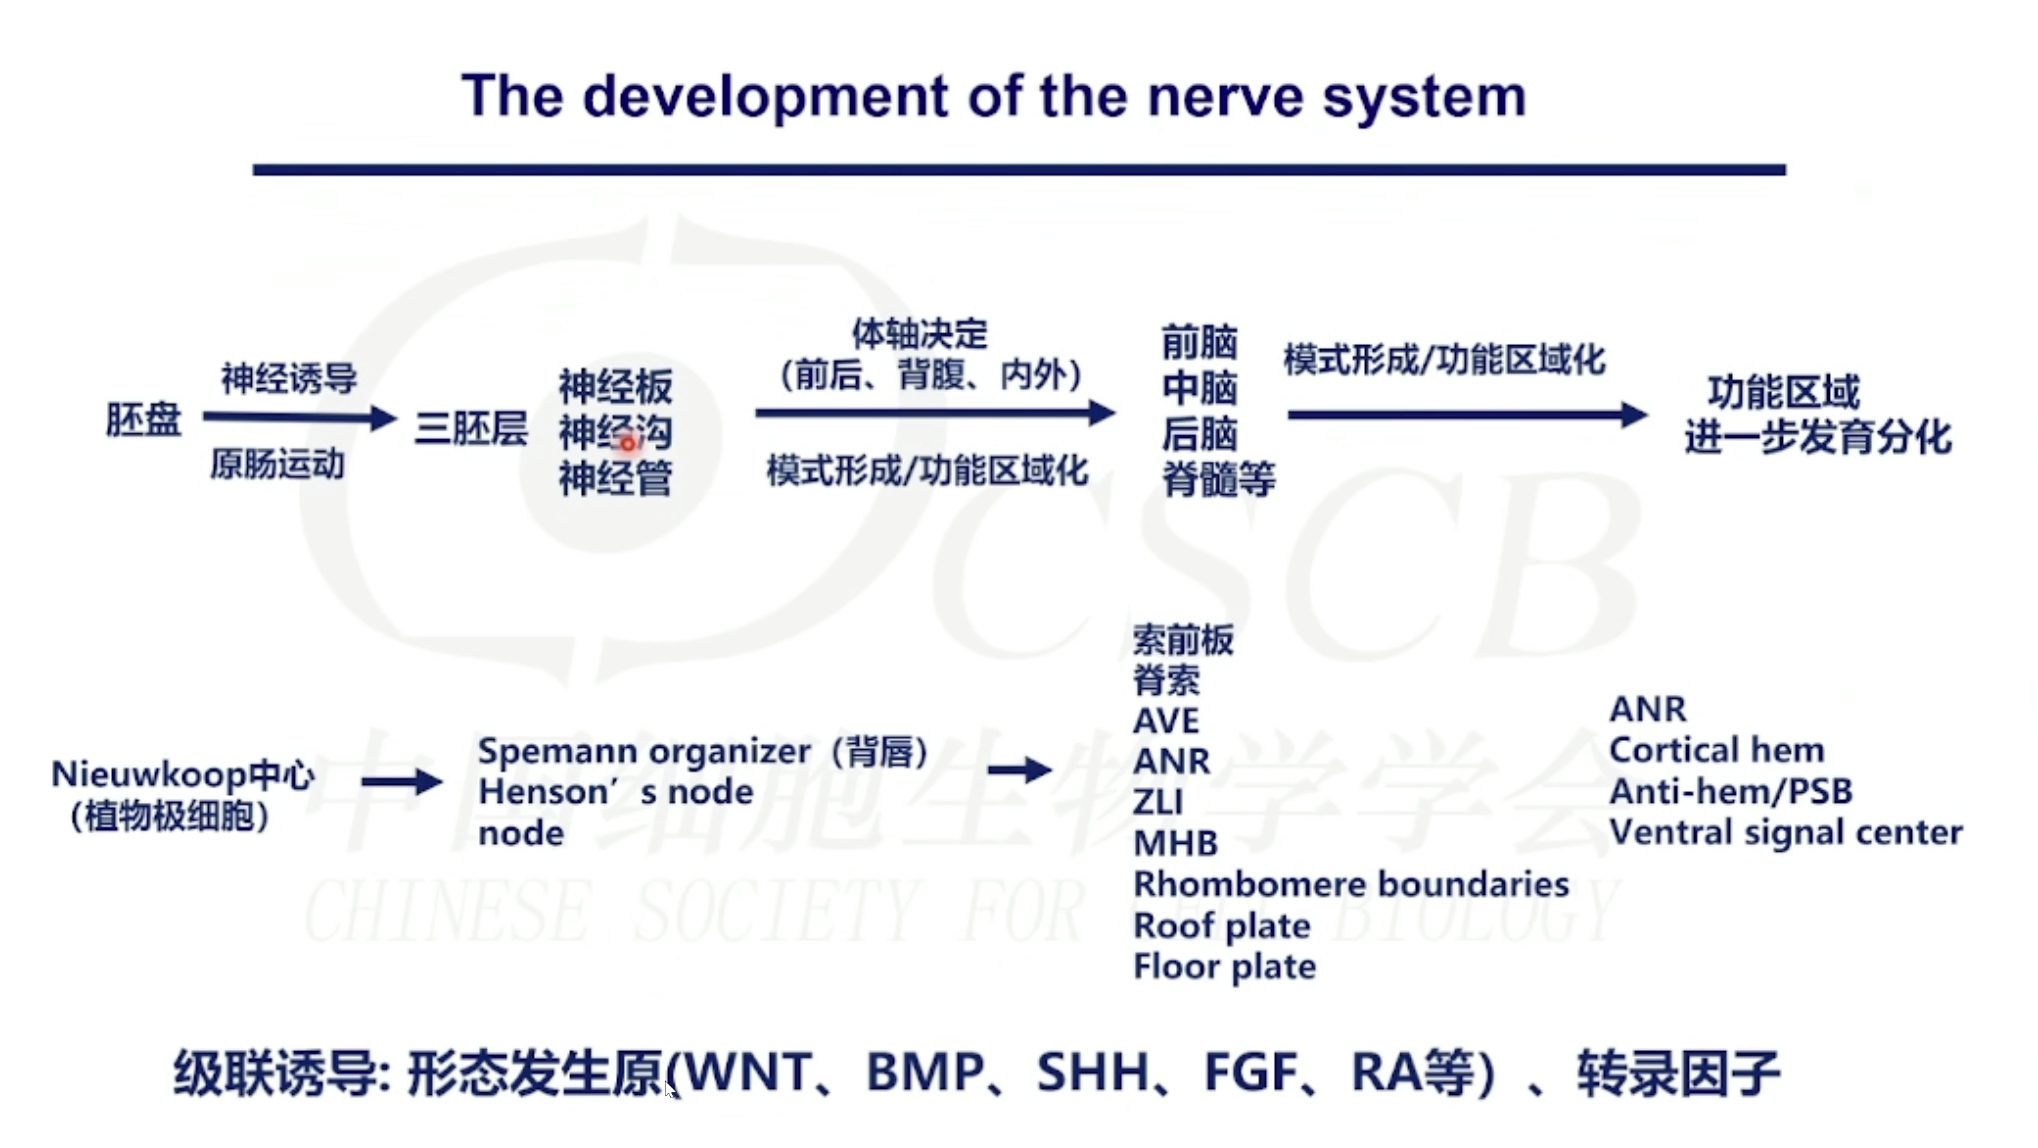 The development of the nerve system
胚盘
神经诱导
原肠运动
三胚层
神经板
神经沟
神经管
体轴决定
（前后、背腹、内外）
模式形成/功能区域化
前脑
中脑
后脑
脊髓等
模式形成/功能区域化
功能区域
进一步发育分化
Nieuwkoop中心
（植物极细胞）
Spemann organizer（背唇）
Henson’s node
node
索前板
脊索
AVE
ANR
ZLI
MHB
Rhombomere boundaries
Roof plate
Floor plate
ANR
Cortical hem
Anti-hem/PSB
Ventral signal center
级联诱导: 形态发生原(WNT、BMP、SHH、FGF、RA等）、转录因子
CSCB
中国细胞生物学学会
CHINESE SOCIETY FOR CELL BIOLOGY